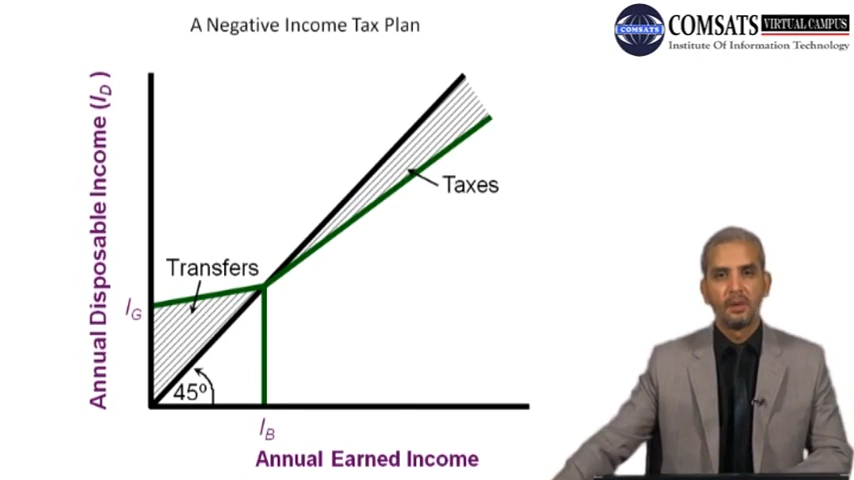 A Negative Income Tax Plan
COMSATS VIRTUAL CAMPUS
COMSATS
Institute Of Information Technology
Annual Disposable Income (I_D)
Taxes
Transfers
I_G
45º
I_B
Annual Earned Income